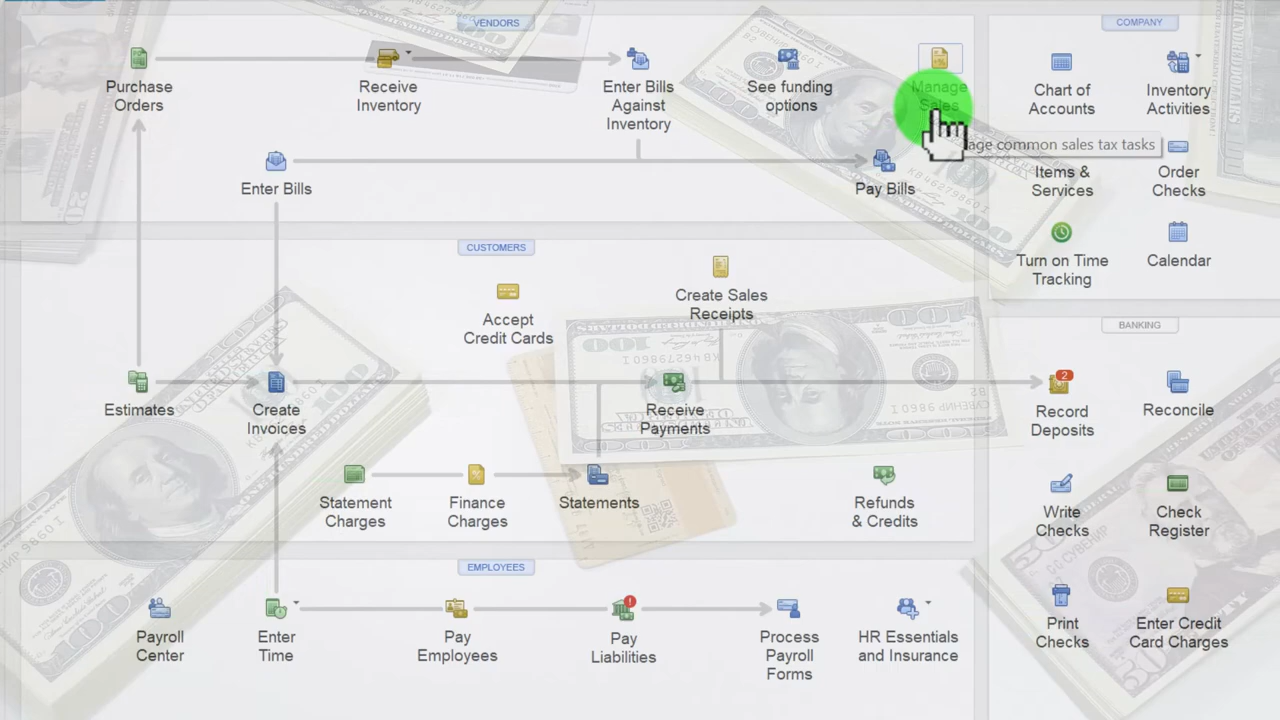 VENDORS
COMPANY
Purchase
Orders
Receive
Inventory
Enter Bills
Against
Inventory
See funding
options
Manage
Sales
Chart of
Accounts
Inventory
Activities
age common sales tax tasks
Enter Bills
Pay Bills
Items &
Services
Order
Checks
CUSTOMERS
Turn on Time
Tracking
Calendar
Create Sales
Receipts
Accept
Credit Cards
BANKING
2
Estimates
Create
Invoices
Receive
Payments
Record
Deposits
Reconcile
Statement
Charges
Finance
Charges
Statements
Refunds
& Credits
Write
Checks
Check
Register
EMPLOYEES
Payroll
Center
Enter
Time
Pay
Employees
Pay
Liabilities
Process
Payroll
Forms
HR Essentials
and Insurance
Print
Checks
Enter Credit
Card Charges